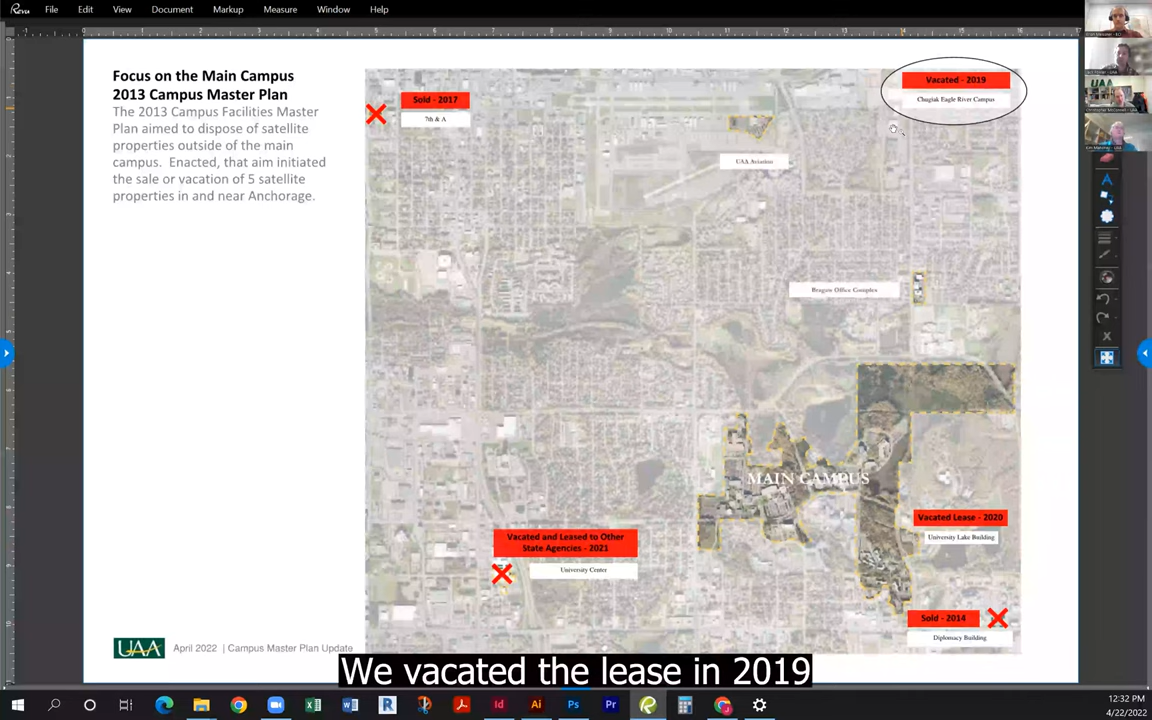 Revu File Edit View Document Markup Measure Window Help
Focus on the Main Campus
2013 Campus Master Plan
The 2013 Campus Facilities Master
Plan aimed to dispose of satellite
properties outside of the main
campus. Enacted, that aim initiated
the sale or vacation of 5 satellite
properties in and near Anchorage.
Sold - 2017
7th & A
Vacated - 2019
Chugiak Eagle River Campus
UAA Aviation
Bragaw Office Complex
MAIN CAMPUS
Vacated Lease - 2020
University Lake Building
Vacated and Leased to Other
State Agencies - 2021
University Center
Sold - 2014
Diplomacy Building
UAA April 2022 | Campus Master Plan Update
We vacated the lease in 2019
12:32 PM
4/22/2022